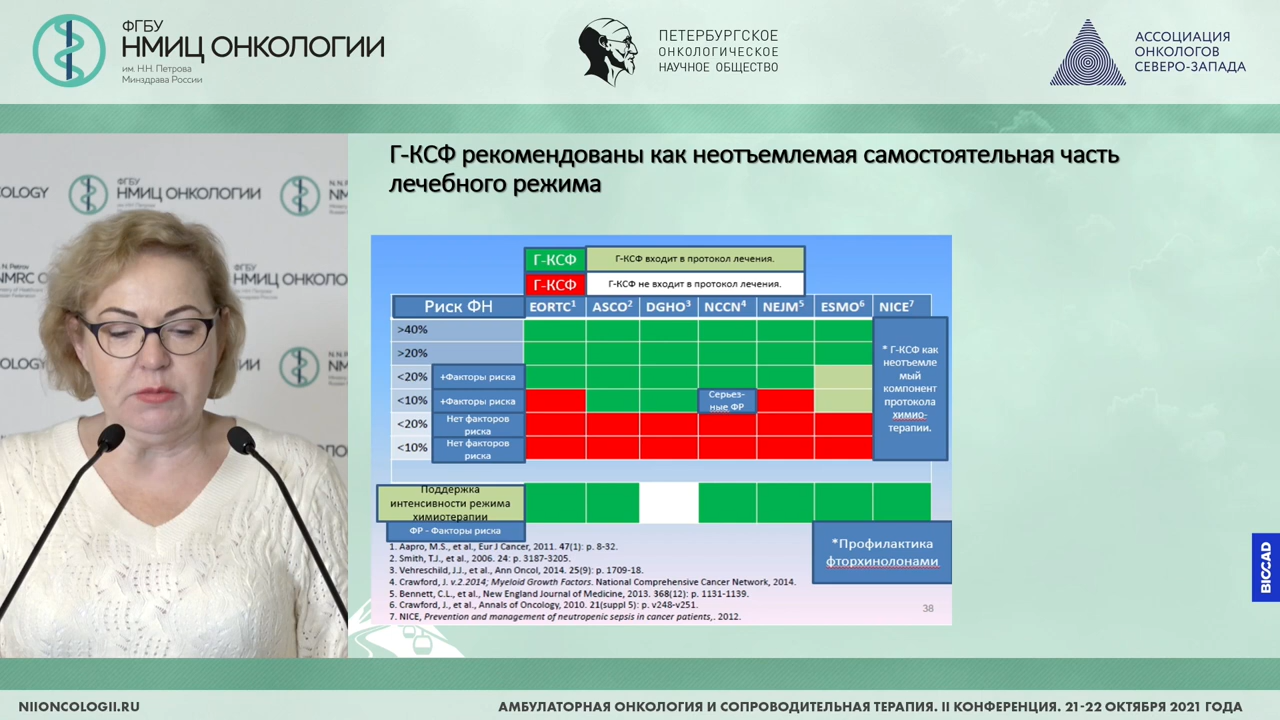 ФГБУ
НМИЦ ОНКОЛОГИИ
им. Н.Н. Петрова
Минздрава России
ПЕТЕРБУРГСКОЕ
ОНКОЛОГИЧЕСКОЕ
НАУЧНОЕ ОБЩЕСТВО
АССОЦИАЦИЯ
ОНКОЛОГОВ
СЕВЕРО-ЗАПАДА
COLOGY
ФГБУ
НМИЦ ОНКОЛОГИИ
N.N. Petrov
NMRC O
НМИЦ ОНКОЛО
Г-КСФ рекомендованы как неотъемлемая самостоятельная часть
лечебного режима
Г-КСФ Г-КСФ входит в протокол лечения.
Г-КСФ Г-КСФ не входит в протокол лечения.
Риск ФН EORTC1 ASCO2 DGHO3 NCCN4 NEJM5 ESMO6 NICE7
>40%
>20%
<20% +Факторы риска
<10% +Факторы риска
Серьез-
ные ФР
<20% Нет факторов
риска
<10% Нет факторов
риска
* Г-КСФ как
неотъемле
мый
компонент
протокола
химио-
терапии.
Поддержка
интенсивности режима
химиотерапии
ФР - Факторы риска
*Профилактика
фторхинолонами
1. Aapro, M.S., et al., Eur J Cancer, 2011. 47(1): p. 8-32.
2. Smith, T.J., et al., 2006. 24: p. 3187-3205.
3. Vehreschild, J.J., et al., Ann Oncol, 2014. 25(9): p. 1709-18.
4. Crawford, J. v.2.2014; Myeloid Growth Factors. National Comprehensive Cancer Network, 2014.
5. Bennett, C.L., et al., New England Journal of Medicine, 2013. 368(12): p. 1131-1139.
6. Crawford, J., et al., Annals of Oncology, 2010. 21(suppl 5): p. v248-v251.
7. NICE, Prevention and management of neutropenic sepsis in cancer patients,. 2012.
38
BIOCAD
NIIONCOLOGII.RU
АМБУЛАТОРНАЯ ОНКОЛОГИЯ И СОПРОВОДИТЕЛЬНАЯ ТЕРАПИЯ. II КОНФЕРЕНЦИЯ. 21-22 ОКТЯБРЯ 2021 ГОДА